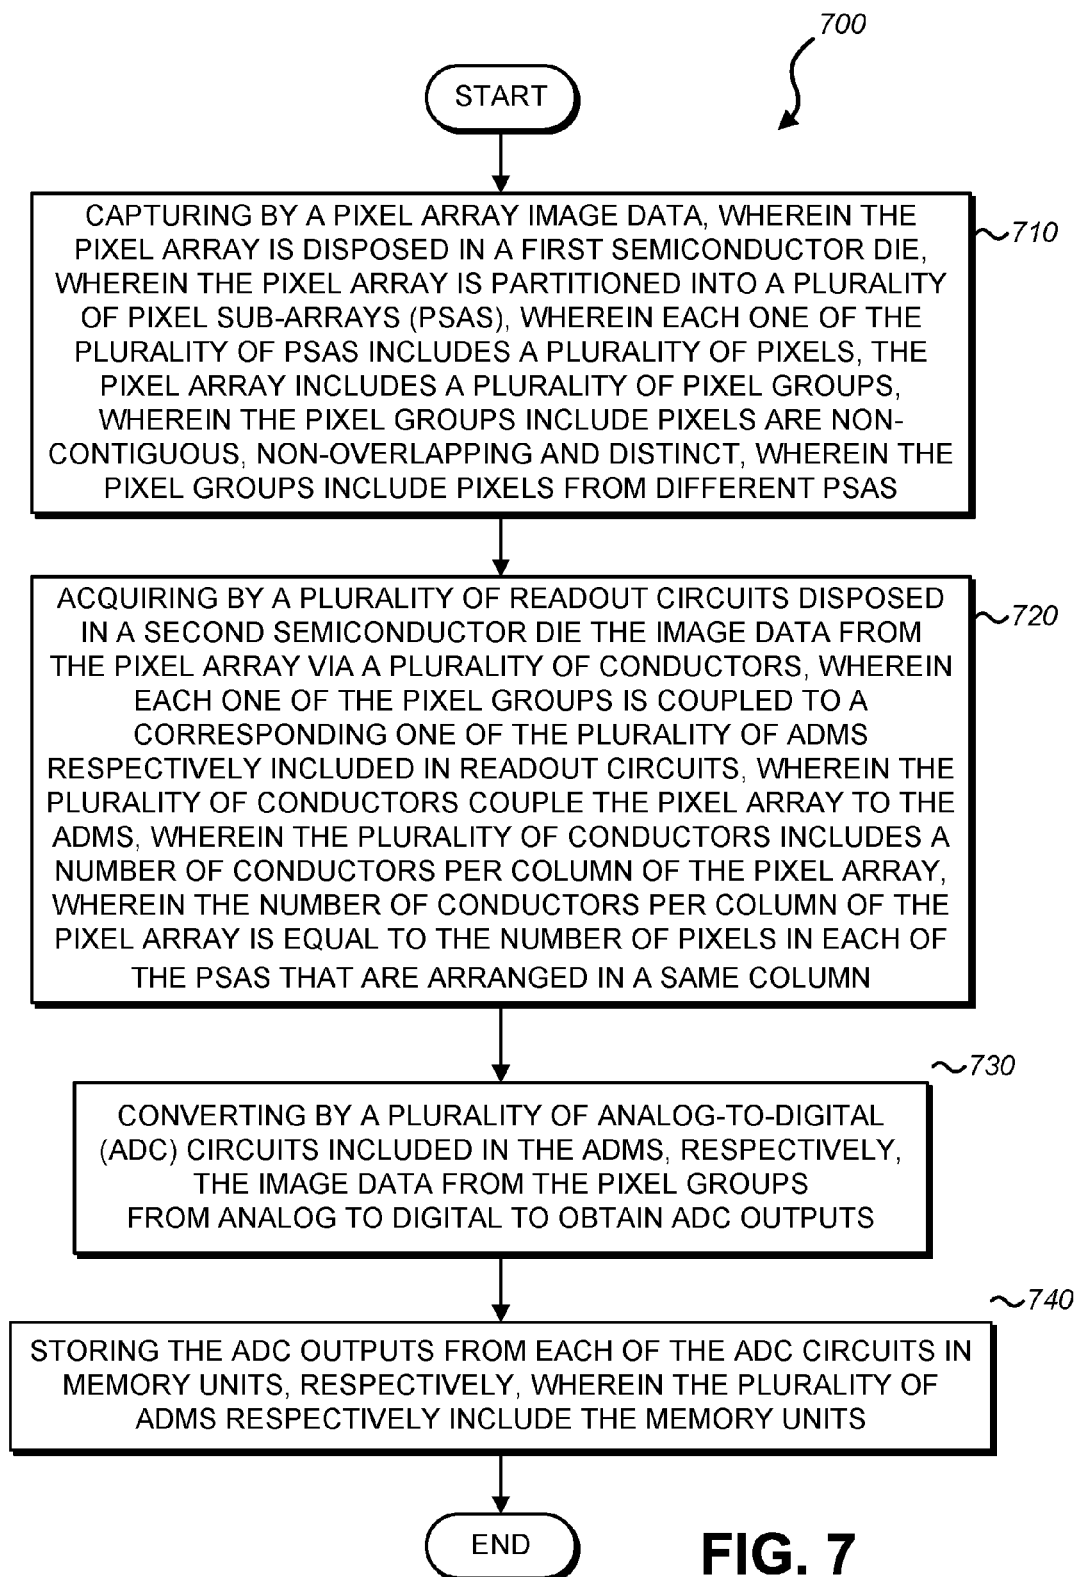 700
START
CAPTURING BY A PIXEL ARRAY IMAGE DATA, WHEREIN THE
PIXEL ARRAY IS DISPOSED IN A FIRST SEMICONDUCTOR DIE,
WHEREIN THE PIXEL ARRAY IS PARTITIONED INTO A PLURALITY
OF PIXEL SUB-ARRAYS (PSAS), WHEREIN EACH ONE OF THE
PLURALITY OF PSAS INCLUDES A PLURALITY OF PIXELS, THE
PIXEL ARRAY INCLUDES A PLURALITY OF PIXEL GROUPS,
WHEREIN THE PIXEL GROUPS INCLUDE PIXELS ARE NON-
CONTIGUOUS, NON-OVERLAPPING AND DISTINCT, WHEREIN THE
PIXEL GROUPS INCLUDE PIXELS FROM DIFFERENT PSAS
710
ACQUIRING BY A PLURALITY OF READOUT CIRCUITS DISPOSED
IN A SECOND SEMICONDUCTOR DIE THE IMAGE DATA FROM
THE PIXEL ARRAY VIA A PLURALITY OF CONDUCTORS, WHEREIN
EACH ONE OF THE PIXEL GROUPS IS COUPLED TO A
CORRESPONDING ONE OF THE PLURALITY OF ADMS
RESPECTIVELY INCLUDED IN READOUT CIRCUITS, WHEREIN THE
PLURALITY OF CONDUCTORS COUPLE THE PIXEL ARRAY TO THE
ADMS, WHEREIN THE PLURALITY OF CONDUCTORS INCLUDES A
NUMBER OF CONDUCTORS PER COLUMN OF THE PIXEL ARRAY,
WHEREIN THE NUMBER OF CONDUCTORS PER COLUMN OF THE
PIXEL ARRAY IS EQUAL TO THE NUMBER OF PIXELS IN EACH OF
THE PSAS THAT ARE ARRANGED IN A SAME COLUMN
720
730
CONVERTING BY A PLURALITY OF ANALOG-TO-DIGITAL
(ADC) CIRCUITS INCLUDED IN THE ADMS, RESPECTIVELY,
THE IMAGE DATA FROM THE PIXEL GROUPS
FROM ANALOG TO DIGITAL TO OBTAIN ADC OUTPUTS
740
STORING THE ADC OUTPUTS FROM EACH OF THE ADC CIRCUITS IN
MEMORY UNITS, RESPECTIVELY, WHEREIN THE PLURALITY OF
ADMS RESPECTIVELY INCLUDE THE MEMORY UNITS
END
FIG. 7